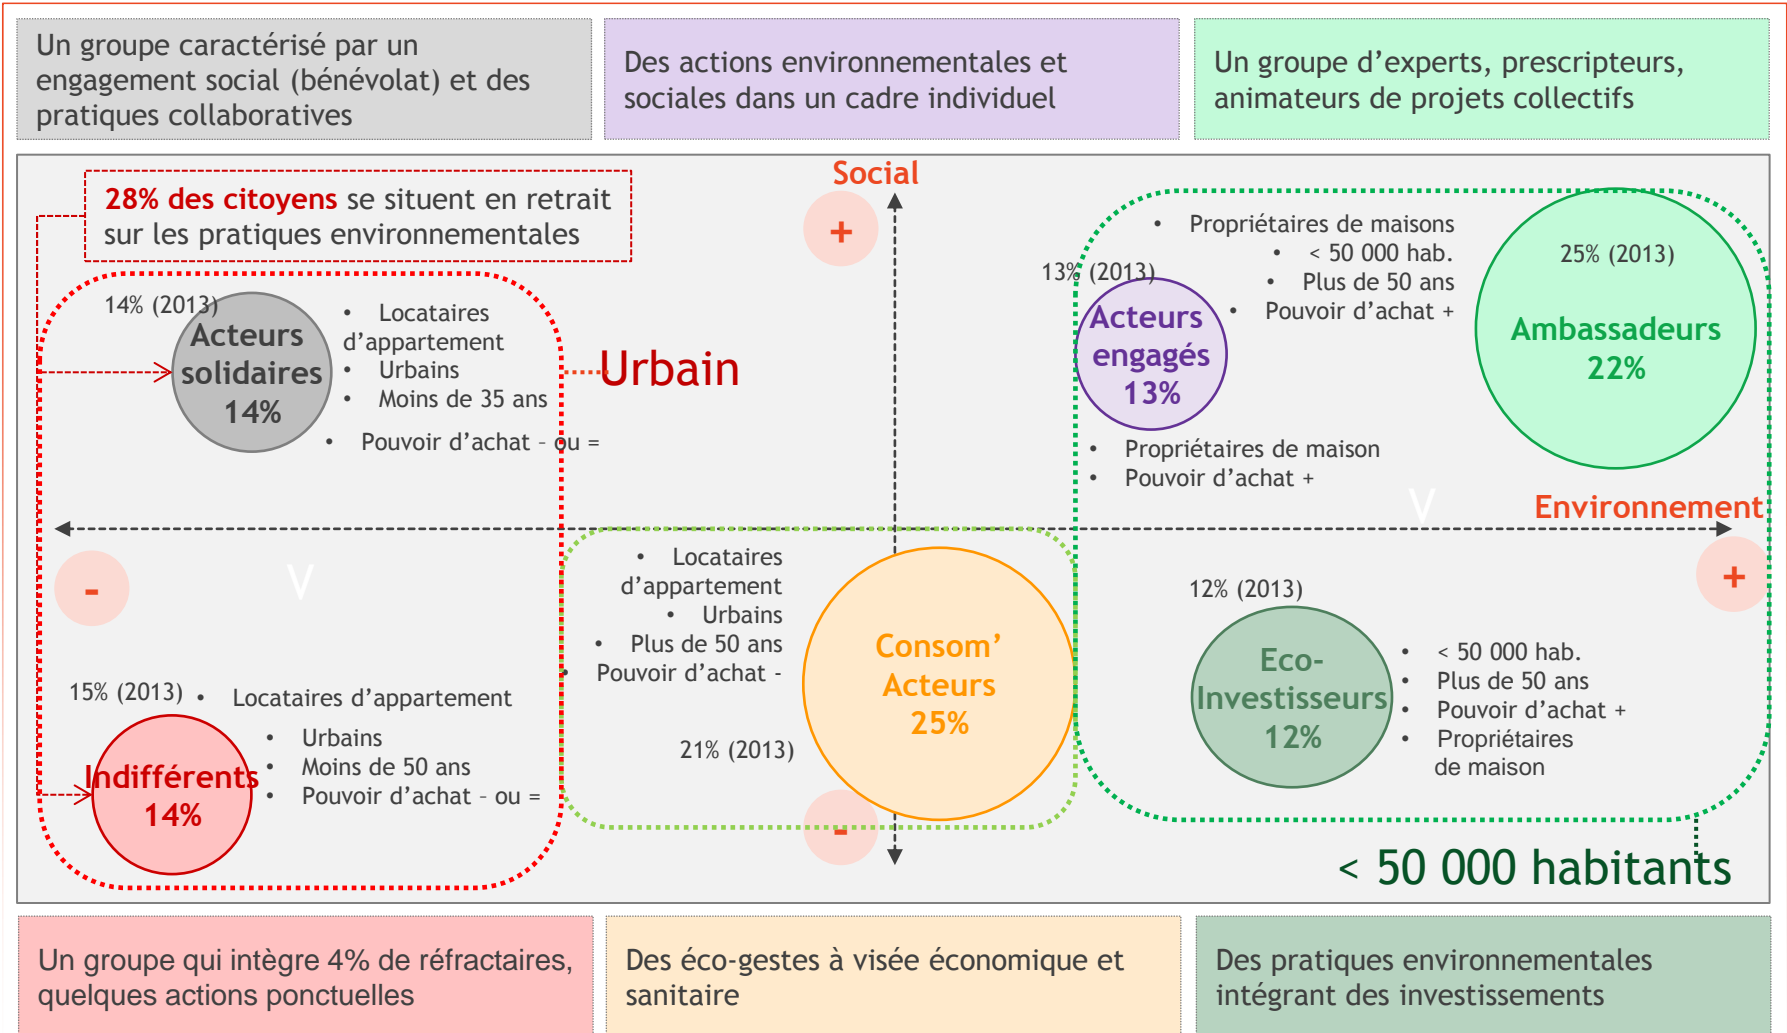 Un groupe caractérisé par un
engagement social (bénévolat) et des
pratiques collaboratives
Des actions environnementales et
sociales dans un cadre individuel
Un groupe d’experts, prescripteurs,
animateurs de projets collectifs
28% des citoyens se situent en retrait
sur les pratiques environnementales
Social
+
14% (2013)
Acteurs
solidaires
14%
• Locataires
d’appartement
• Urbains
• Moins de 35 ans
• Pouvoir d’achat – ou =
Urbain
• Propriétaires de maisons
• < 50 000 hab.
• Plus de 50 ans
• Pouvoir d’achat +
13% (2013)
Acteurs
engagés
13%
• Propriétaires de maison
• Pouvoir d’achat +
25% (2013)
Ambassadeurs
22%
Environnement
+
-
V
V
15% (2013)
• Locataires d’appartement
• Urbains
• Moins de 50 ans
• Pouvoir d’achat – ou =
Indifférents
14%
• Locataires
d’appartement
• Urbains
• Plus de 50 ans
• Pouvoir d’achat -
Consom’
Acteurs
25%
21% (2013)
-
12% (2013)
Eco-
Investisseurs
12%
• < 50 000 hab.
• Plus de 50 ans
• Pouvoir d’achat +
• Propriétaires
de maison
< 50 000 habitants
Un groupe qui intègre 4% de réfractaires,
quelques actions ponctuelles
Des éco-gestes à visée économique et
sanitaire
Des pratiques environnementales
intégrant des investissements